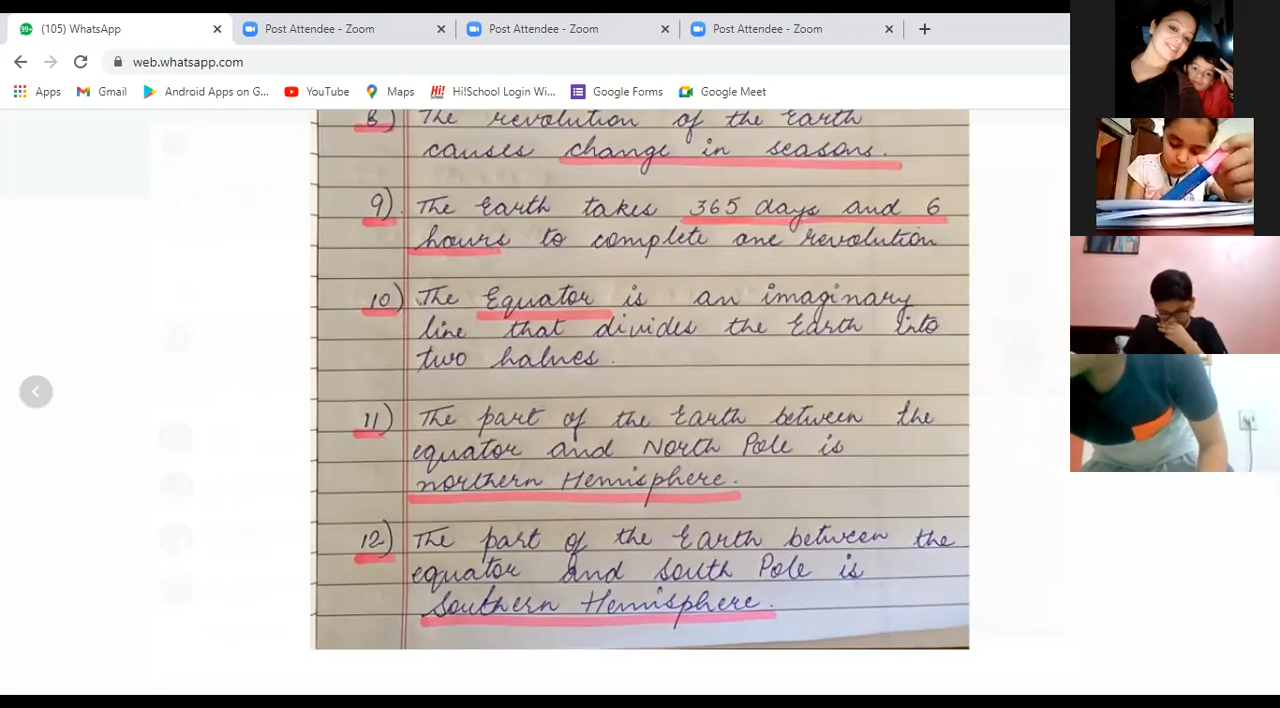 (105) WhatsApp
Post Attendee - Zoom
Post Attendee - Zoom
Post Attendee - Zoom
web.whatsapp.com
Apps
Gmail
Android Apps on G...
YouTube
Maps
Hi!School Login Wi...
Google Forms
Google Meet
8) The revolution of the Earth
causes change in seasons.
9). The Earth takes 365 days and 6
hours to complete one revolution
10) The Equator is an imaginary
line that divides the Earth into
two halves.
11) The part of the Earth between the
equator and North Pole is
northern Hemisphere.
12) The part of the Earth between the
equator and south Pole is
Southern Hemisphere.